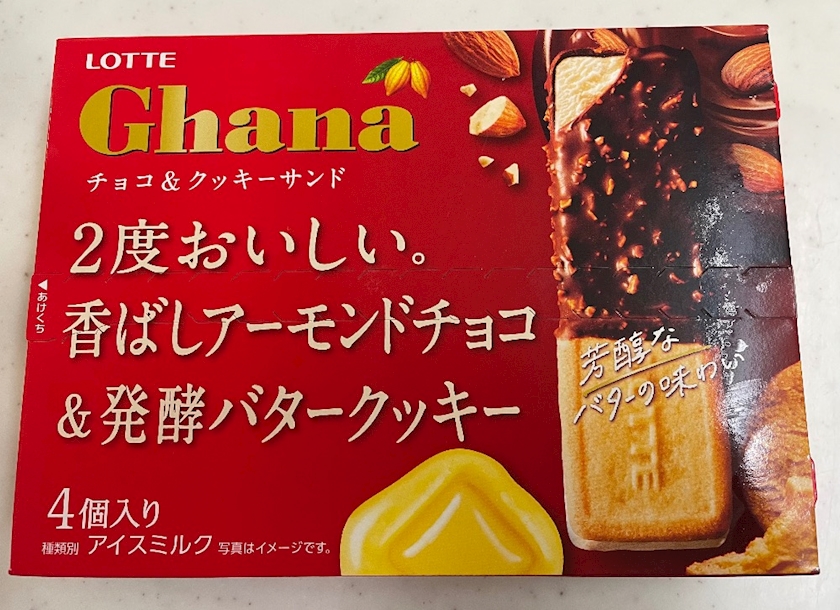 LOTTE
Ghana
チョコ&クッキーサンド
2度おいしい。
香ばしアーモンドチョコ
&発酵バタークッキー
◀あけくち
芳醇な
バターの味わい
4個入り
種類別 アイスミルク 写真はイメージです。